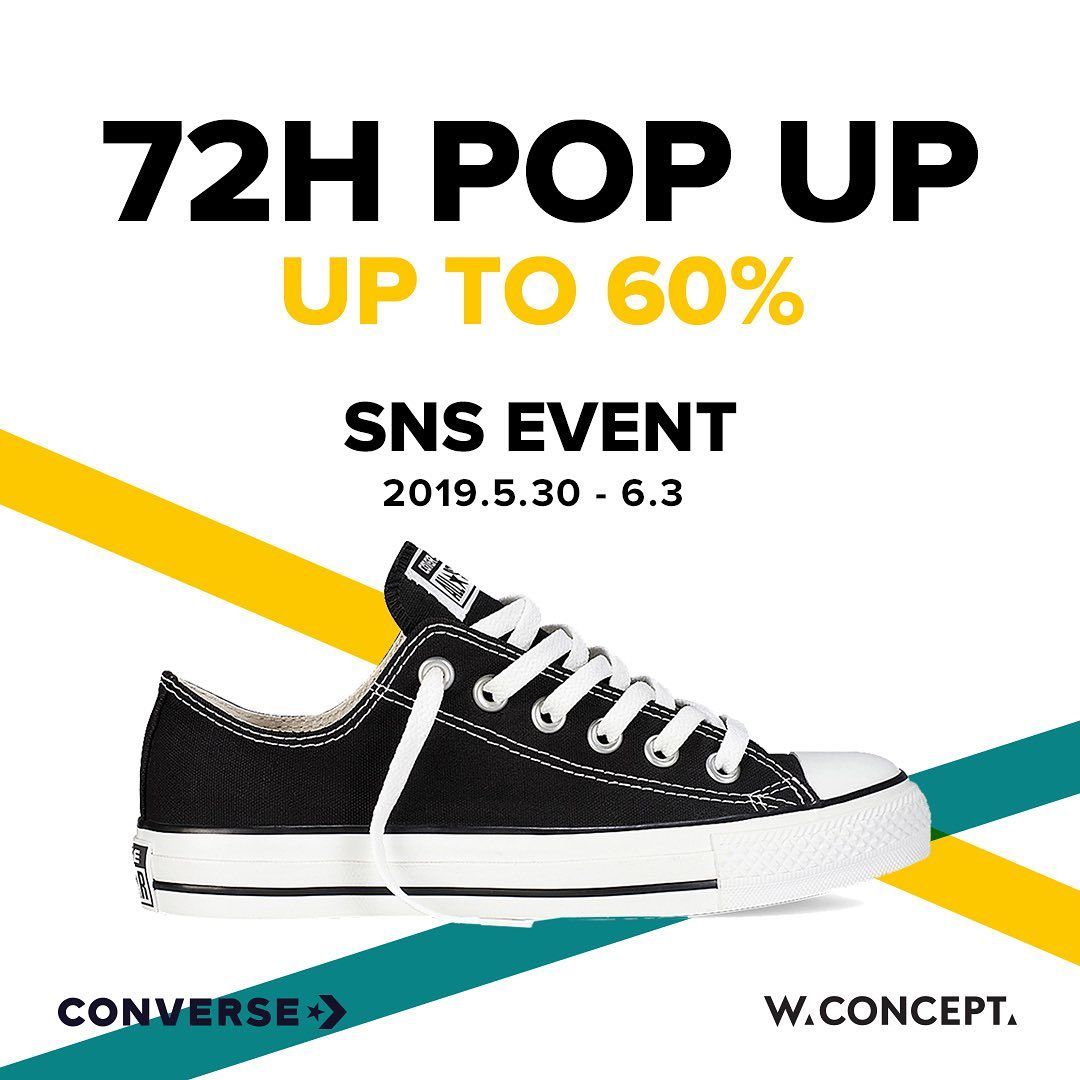 72H POP UP
UP TO 60%
SNS EVENT
2019.5.30 - 6.3
CONVERSE
W.CONCEPT.